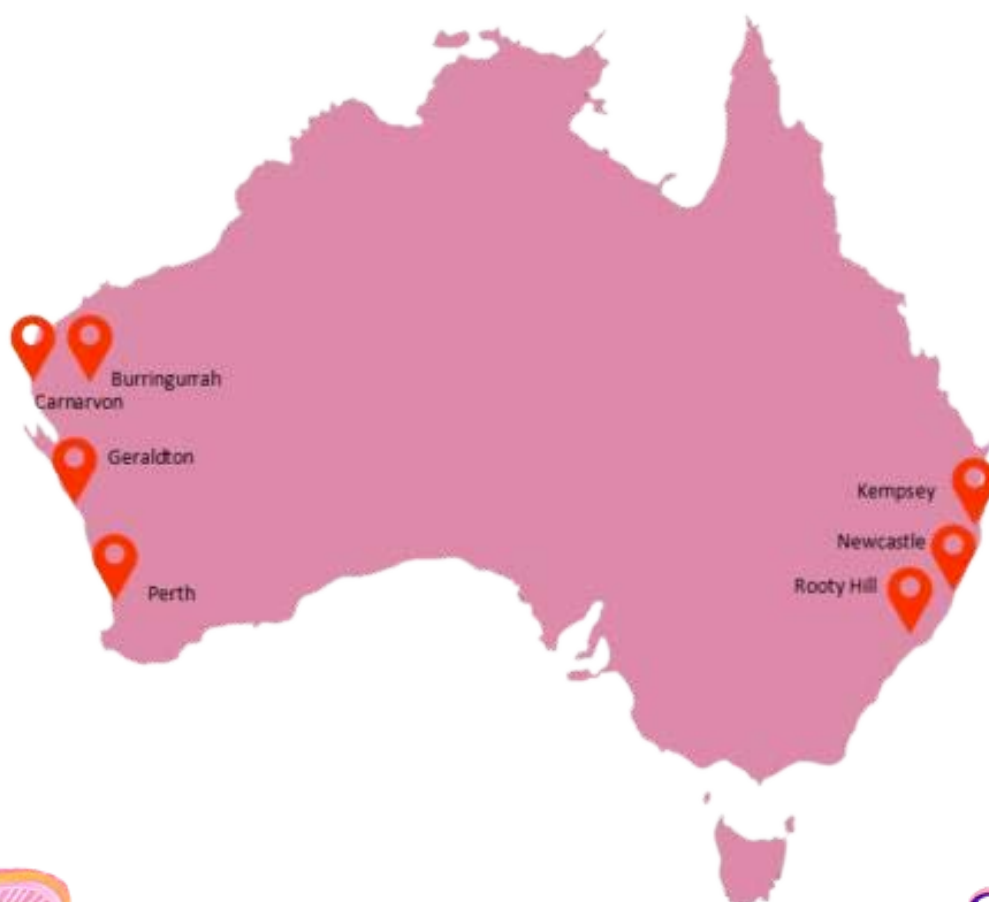 Burringurrah
Carnarvon
Geraldton
Kempsey
Newcastle
Rooty Hill
Perth